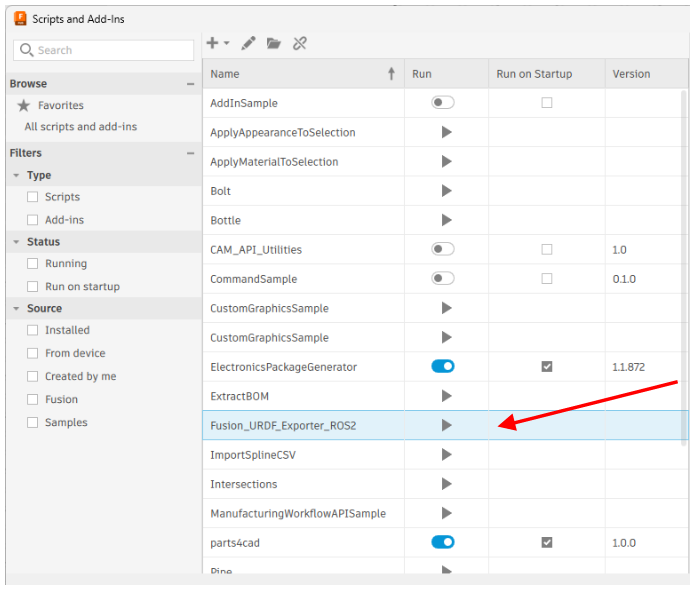 Scripts and Add-Ins
Search
Browse
Favorites
All scripts and add-ins
Filters
Type
Scripts
Add-ins
Status
Running
Run on startup
Source
Installed
From device
Created by me
Fusion
Samples
Name Run Run on Startup Version
AddInSample
ApplyAppearanceToSelection
ApplyMaterialToSelection
Bolt
Bottle
CAM_API_Utilities 1.0
CommandSample 0.1.0
CustomGraphicsSample
CustomGraphicsSample
ElectronicsPackageGenerator 1.1.872
ExtractBOM
Fusion_URDF_Exporter_ROS2
ImportSplineCSV
Intersections
ManufacturingWorkflowAPISample
parts4cad 1.0.0
Pipe